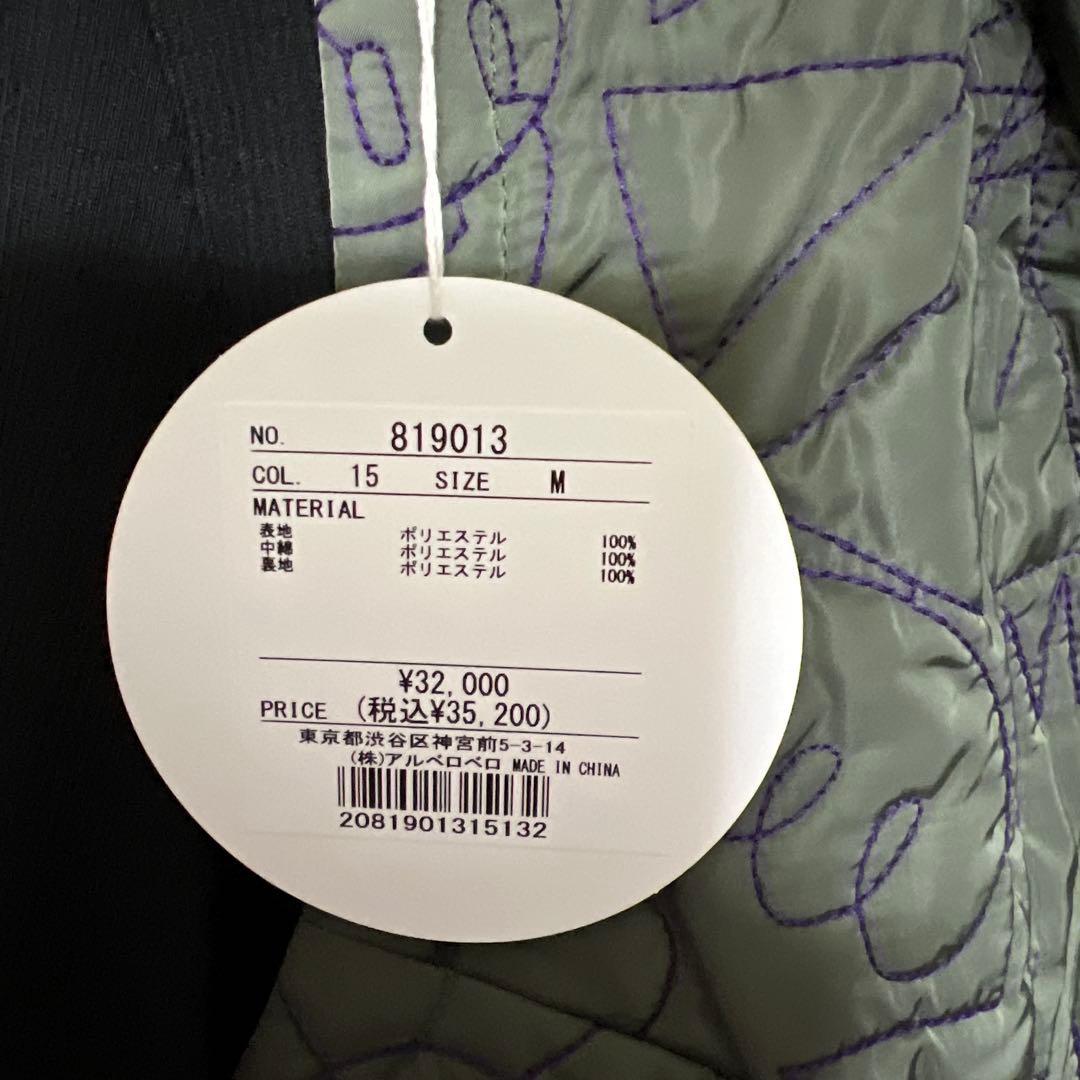 NO. 819013
COL. 15 SIZE M
MATERIAL
表地 ポリエステル 100%
中綿 ポリエステル 100%
裏地 ポリエステル 100%
¥32,000
PRICE (税込¥35,200)
東京都渋谷区神宮前5-3-14
(株)アルベロベロ MADE IN CHINA
2081901315132